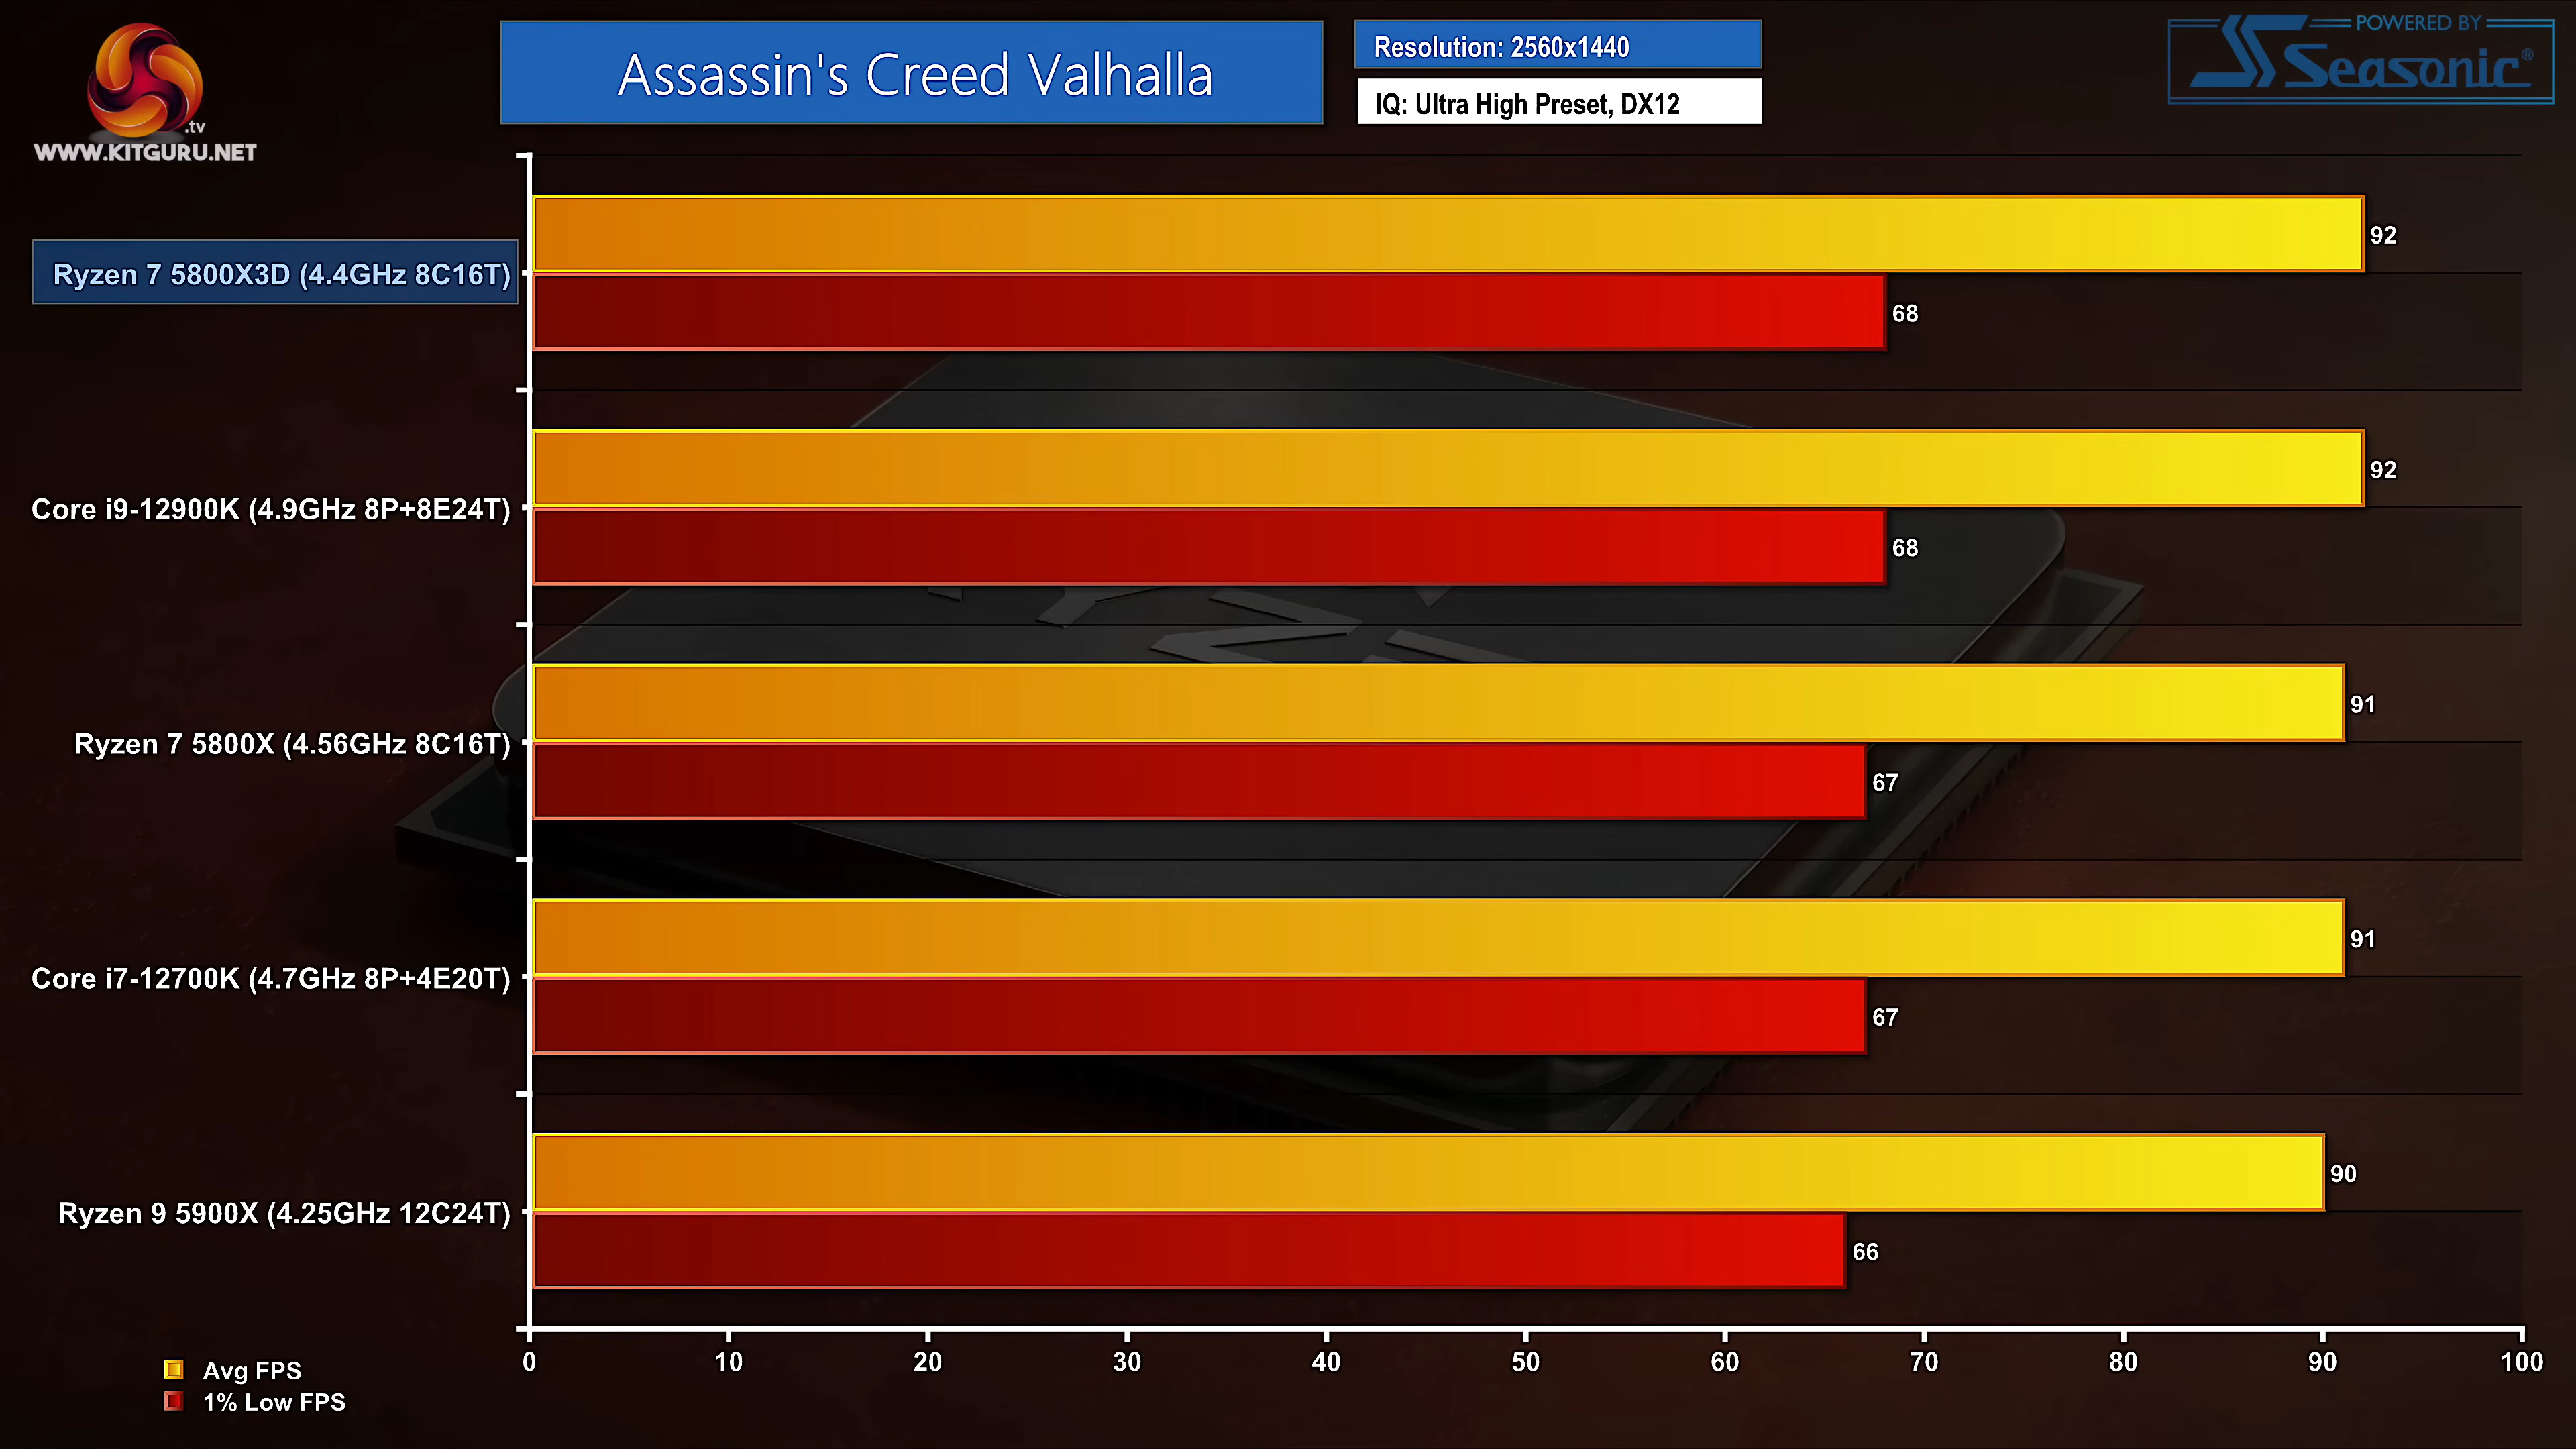 .tv
WWW.KITGURU.NET
Assassin's Creed Valhalla
Resolution: 2560x1440
IQ: Ultra High Preset, DX12
POWERED BY
Seasonic®
Ryzen 7 5800X3D (4.4GHz 8C16T)
92
68
Core i9-12900K (4.9GHz 8P+8E24T)
92
68
Ryzen 7 5800X (4.56GHz 8C16T)
91
67
Core i7-12700K (4.7GHz 8P+4E20T)
91
67
Ryzen 9 5900X (4.25GHz 12C24T)
90
66
0 10 20 30 40 50 60 70 80 90 100
Avg FPS
1% Low FPS